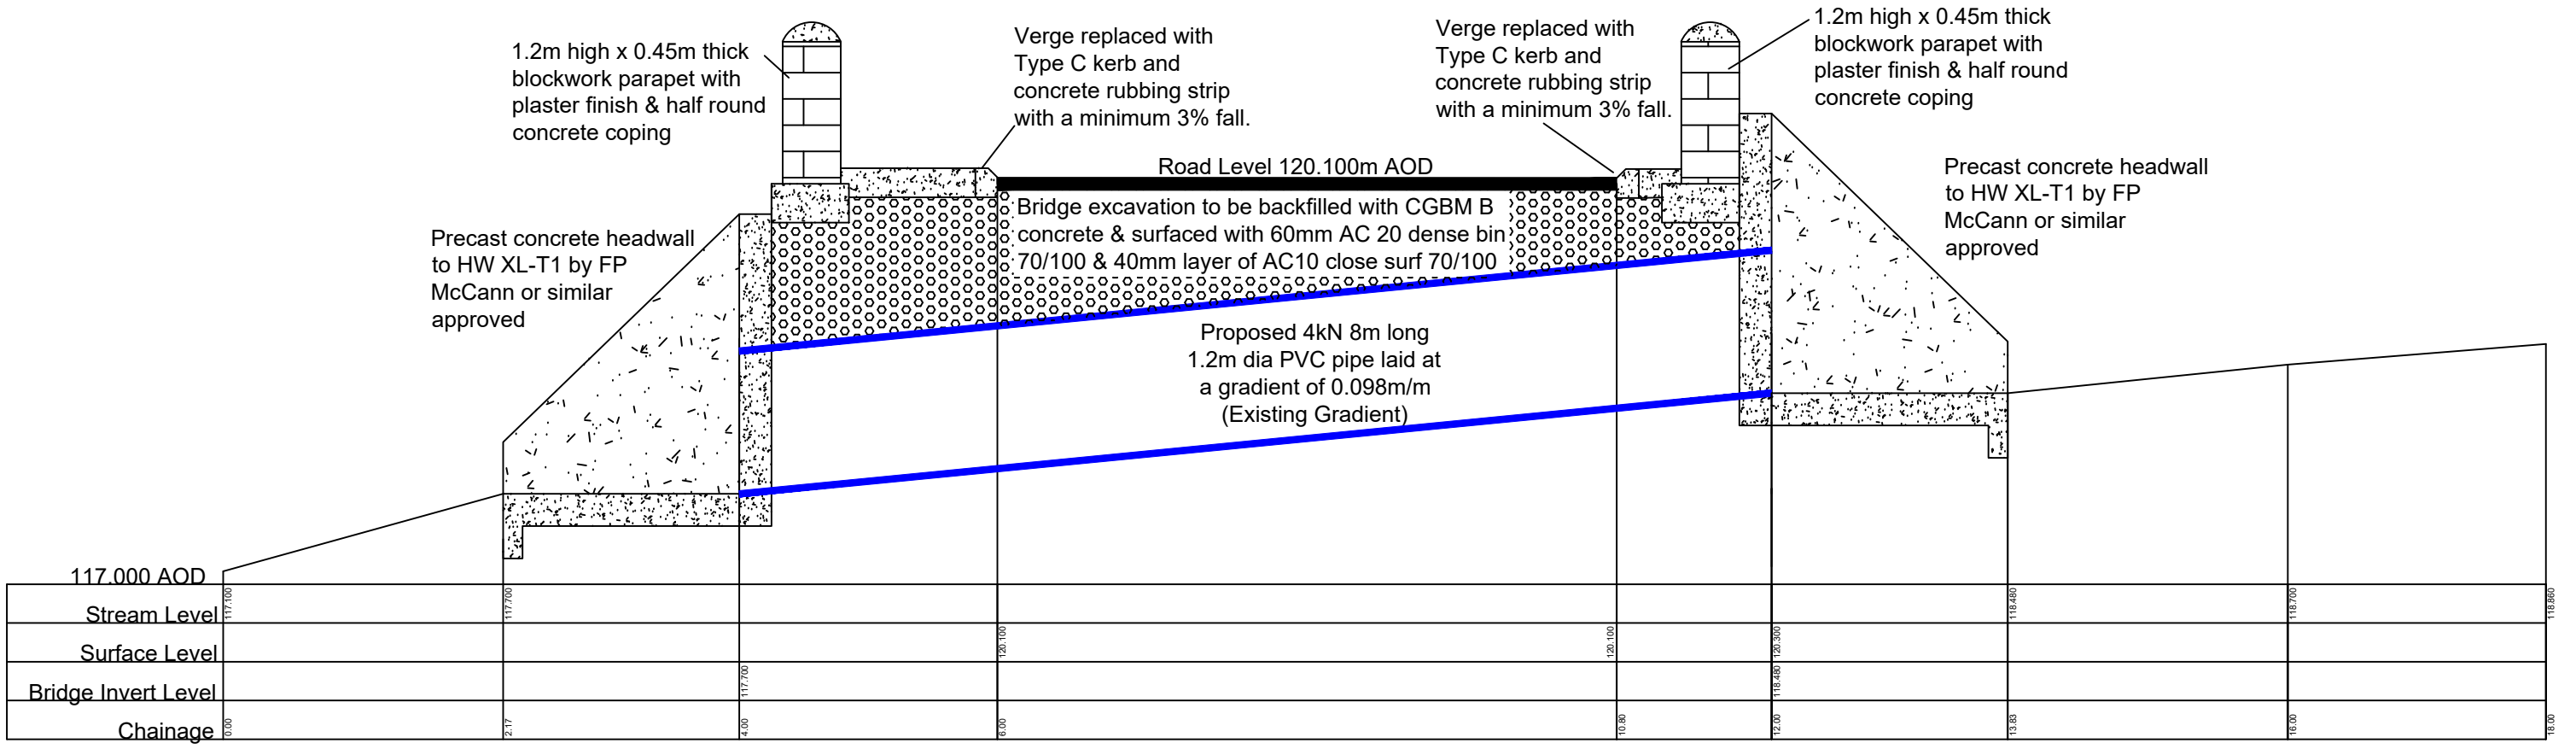 1.2m high x 0.45m thick
blockwork parapet with
plaster finish & half round
concrete coping
Verge replaced with
Type C kerb and
concrete rubbing strip
with a minimum 3% fall.
Verge replaced with
Type C kerb and
concrete rubbing strip
with a minimum 3% fall.
1.2m high x 0.45m thick
blockwork parapet with
plaster finish & half round
concrete coping
Road Level 120.100m AOD
Precast concrete headwall
to HW XL-T1 by FP
McCann or similar
approved
Bridge excavation to be backfilled with CGBM B
concrete & surfaced with 60mm AC 20 dense bin
70/100 & 40mm layer of AC10 close surf 70/100
Precast concrete headwall
to HW XL-T1 by FP
McCann or similar
approved
Proposed 4kN 8m long
1.2m dia PVC pipe laid at
a gradient of 0.098m/m
(Existing Gradient)
117.000 AOD
Stream Level 117.100 117.700 118.480 118.700 118.860
Surface Level 120.100 120.100 120.300
Bridge Invert Level 117.700 118.480
Chainage 0.00 2.17 4.00 6.00 10.80 12.00 13.83 16.00 18.00